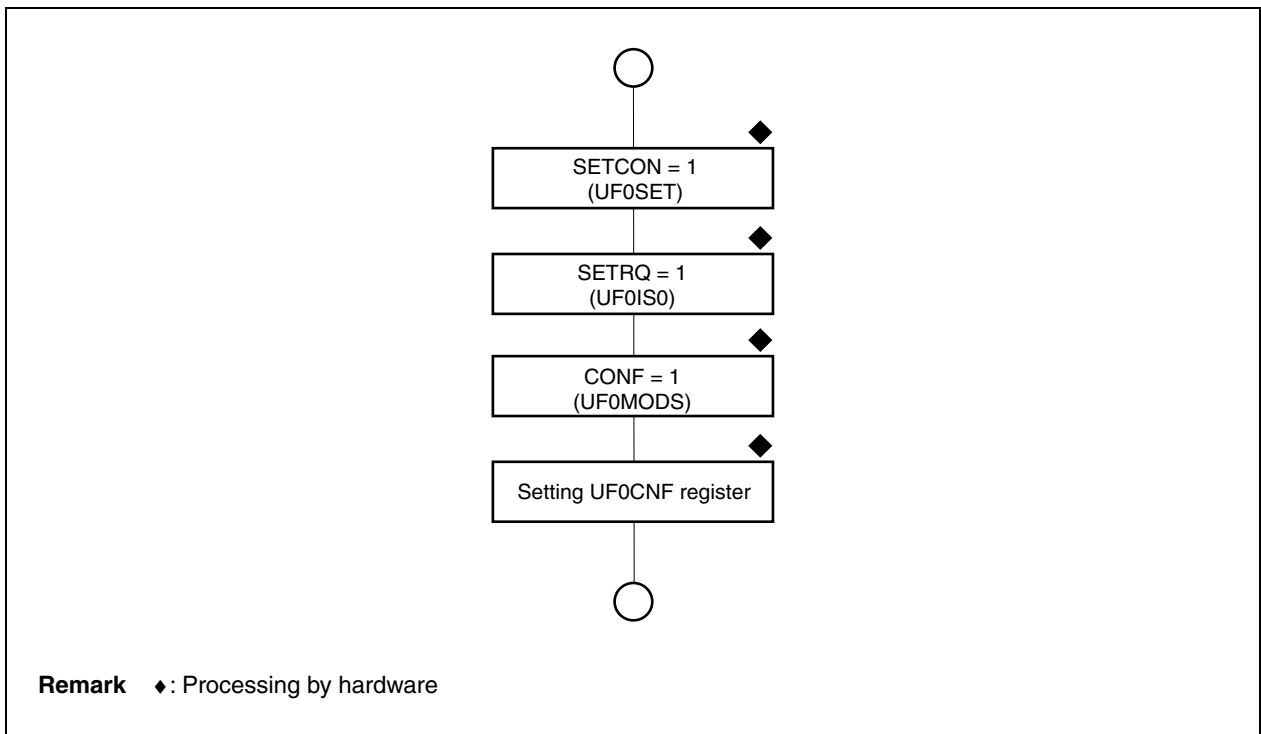 SETCON = 1
(UF0SET)
SETRQ = 1
(UF0IS0)
CONF = 1
(UF0MODS)
Setting UF0CNF register
Remark ♦: Processing by hardware